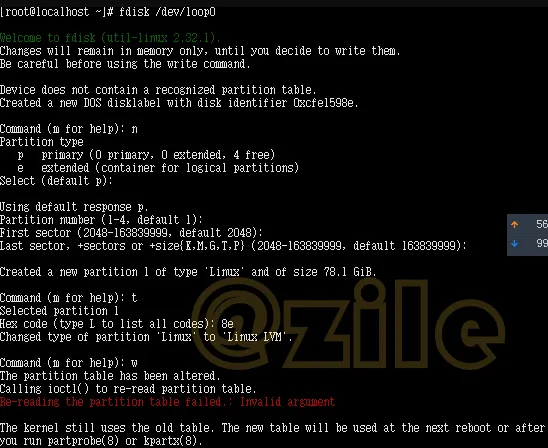 [root@localhost ~]# fdisk /dev/loop0
Welcome to fdisk (util-linux 2.32.1).
Changes will remain in memory only, until you decide to write them.
Be careful before using the write command.
Device does not contain a recognized partition table.
Created a new DOS disklabel with disk identifier 0xcfe1598e.
Command (m for help): n
Partition type
p   primary (0 primary, 0 extended, 4 free)
e   extended (container for logical partitions)
Select (default p):
Using default response p.
Partition number (1-4, default 1):
First sector (2048-163839999, default 2048):
Last sector, +sectors or +size{K,M,G,T,P} (2048-163839999, default 163839999):
Created a new partition 1 of type 'Linux' and of size 78.1 GiB.
Command (m for help): t
Selected partition 1
Hex code (type L to list all codes): 8e
Changed type of partition 'Linux' to 'Linux LVM'.
Command (m for help): w
The partition table has been altered.
Calling ioctl() to re-read partition table.
Re-reading the partition table failed.: Invalid argument
The kernel still uses the old table. The new table will be used at the next reboot or after
you run partprobe(8) or kpartx(8).
↑ 56
↓ 99
@zile